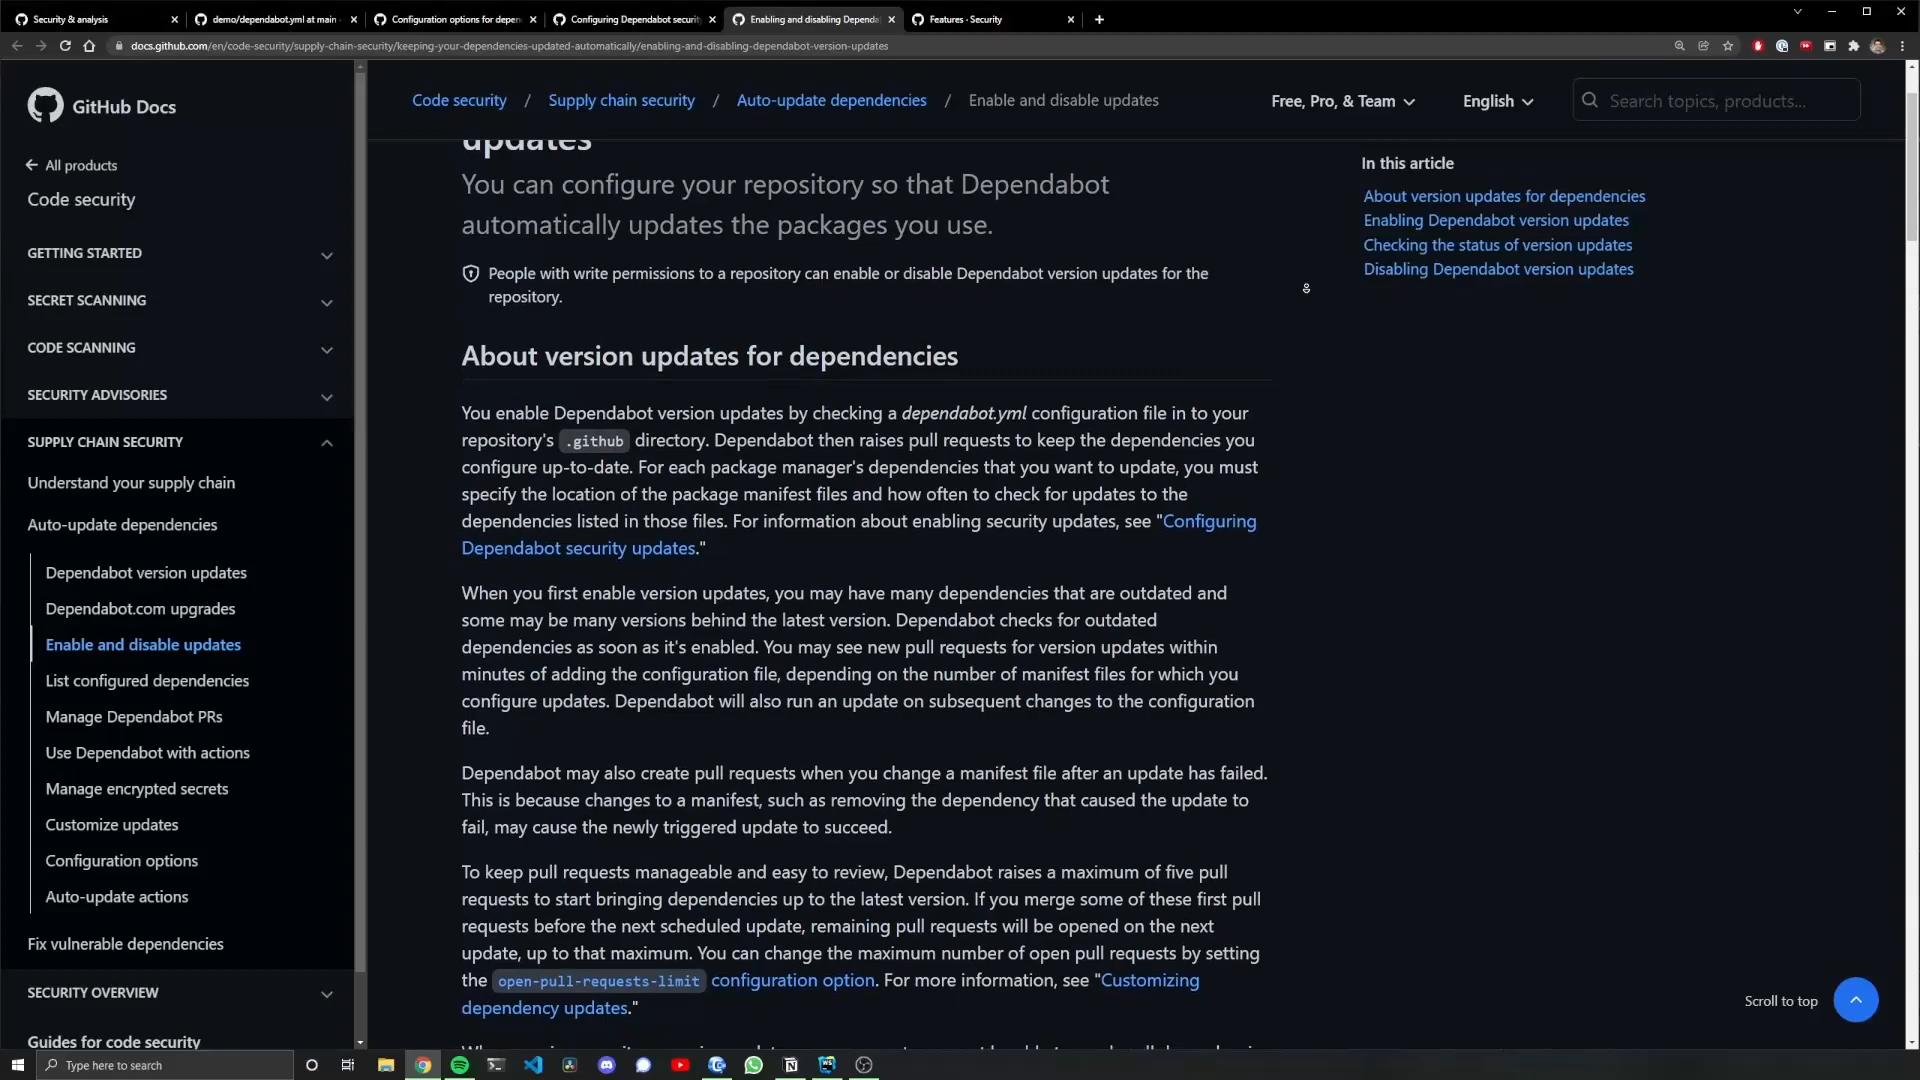 Security & analysis
demo/dependabot.yml at main ·
Configuration options for depen
Configuring Dependabot securit
Enabling and disabling Dependa
Features · Security
docs.github.com/en/code-security/supply-chain-security/keeping-your-dependencies-updated-automatically/enabling-and-disabling-dependabot-version-updates
GitHub Docs
Code security / Supply chain security / Auto-update dependencies / Enable and disable updates
Free, Pro, & Team
English
Search topics, products...
All products
Code security
GETTING STARTED
SECRET SCANNING
CODE SCANNING
SECURITY ADVISORIES
SUPPLY CHAIN SECURITY
Understand your supply chain
Auto-update dependencies
Dependabot version updates
Dependabot.com upgrades
Enable and disable updates
List configured dependencies
Manage Dependabot PRs
Use Dependabot with actions
Manage encrypted secrets
Customize updates
Configuration options
Auto-update actions
Fix vulnerable dependencies
SECURITY OVERVIEW
Guides for code security
updates
You can configure your repository so that Dependabot
automatically updates the packages you use.
People with write permissions to a repository can enable or disable Dependabot version updates for the
repository.
About version updates for dependencies
You enable Dependabot version updates by checking a dependabot.yml configuration file in to your
repository's .github directory. Dependabot then raises pull requests to keep the dependencies you
configure up-to-date. For each package manager's dependencies that you want to update, you must
specify the location of the package manifest files and how often to check for updates to the
dependencies listed in those files. For information about enabling security updates, see "Configuring
Dependabot security updates."
When you first enable version updates, you may have many dependencies that are outdated and
some may be many versions behind the latest version. Dependabot checks for outdated
dependencies as soon as it's enabled. You may see new pull requests for version updates within
minutes of adding the configuration file, depending on the number of manifest files for which you
configure updates. Dependabot will also run an update on subsequent changes to the configuration
file.
Dependabot may also create pull requests when you change a manifest file after an update has failed.
This is because changes to a manifest, such as removing the dependency that caused the update to
fail, may cause the newly triggered update to succeed.
To keep pull requests manageable and easy to review, Dependabot raises a maximum of five pull
requests to start bringing dependencies up to the latest version. If you merge some of these first pull
requests before the next scheduled update, remaining pull requests will be opened on the next
update, up to that maximum. You can change the maximum number of open pull requests by setting
the open-pull-requests-limit configuration option. For more information, see "Customizing
dependency updates."
In this article
About version updates for dependencies
Enabling Dependabot version updates
Checking the status of version updates
Disabling Dependabot version updates
Scroll to top
Type here to search